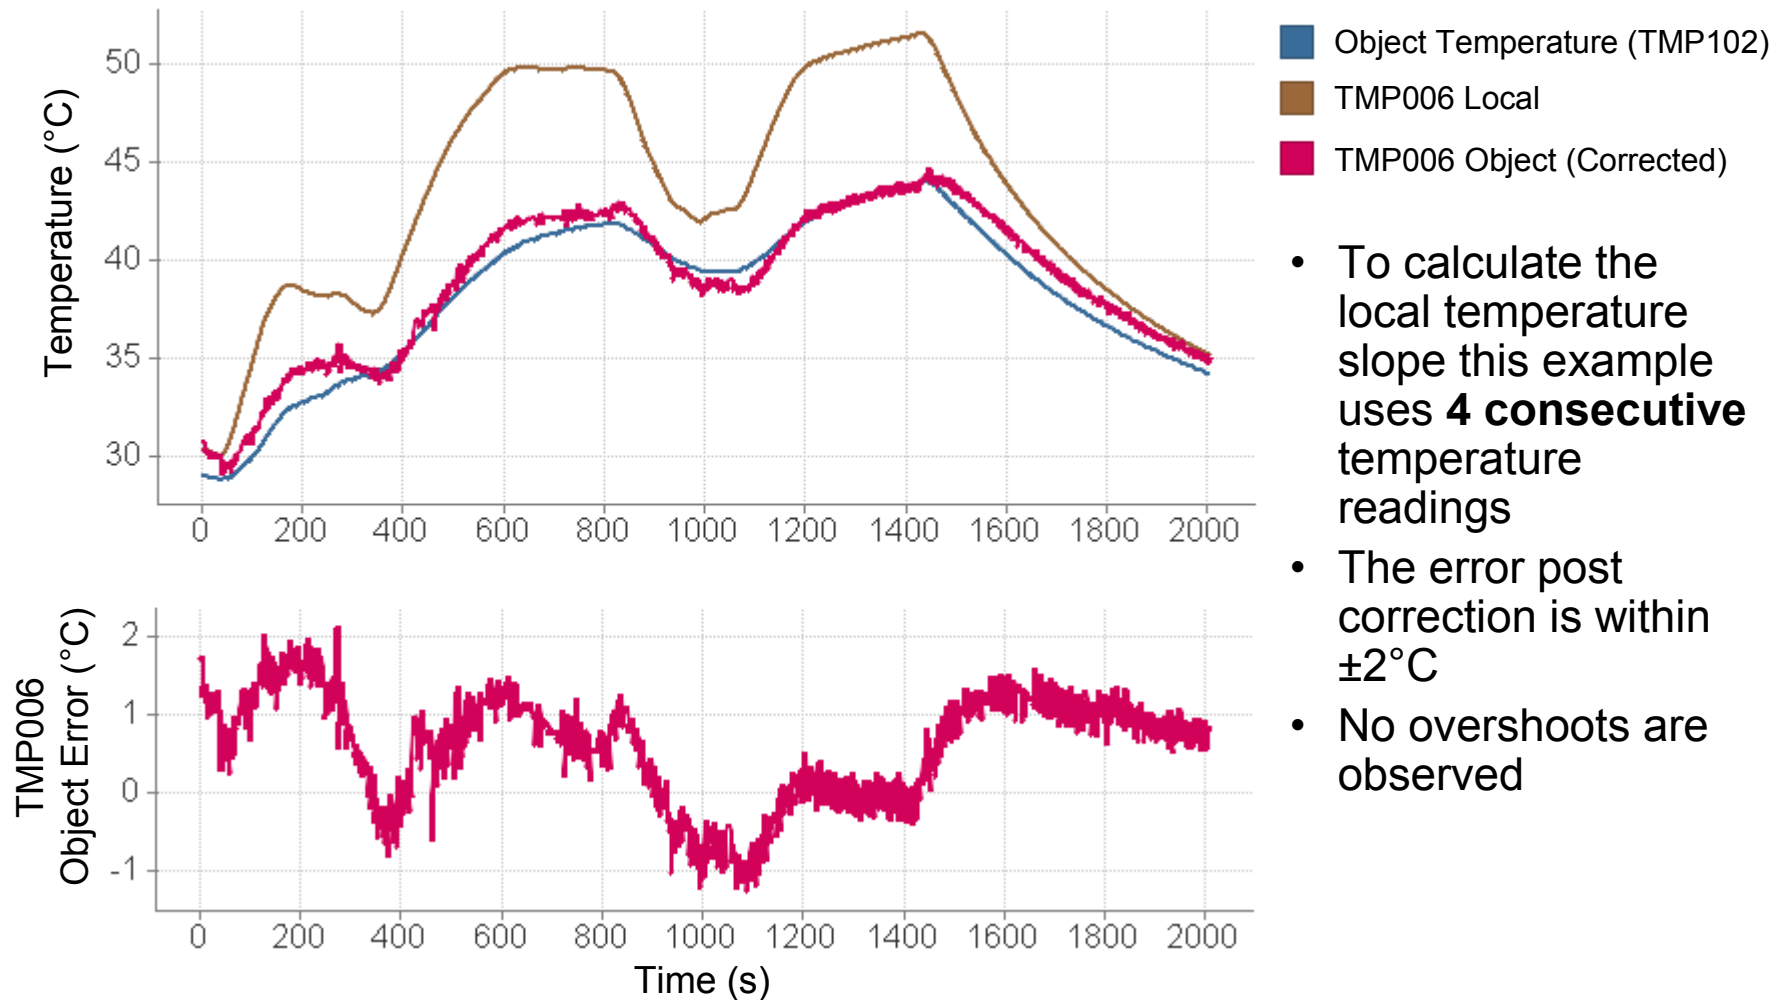 Temperature (°C)
50
45
40
35
30
0 200 400 600 800 1000 1200 1400 1600 1800 2000
TMP006
Object Error (°C)
2
1
0
-1
0 200 400 600 800 1000 1200 1400 1600 1800 2000
Time (s)
Object Temperature (TMP102)
TMP006 Local
TMP006 Object (Corrected)
• To calculate the
local temperature
slope this example
uses 4 consecutive
temperature
readings
• The error post
correction is within
±2°C
• No overshoots are
observed